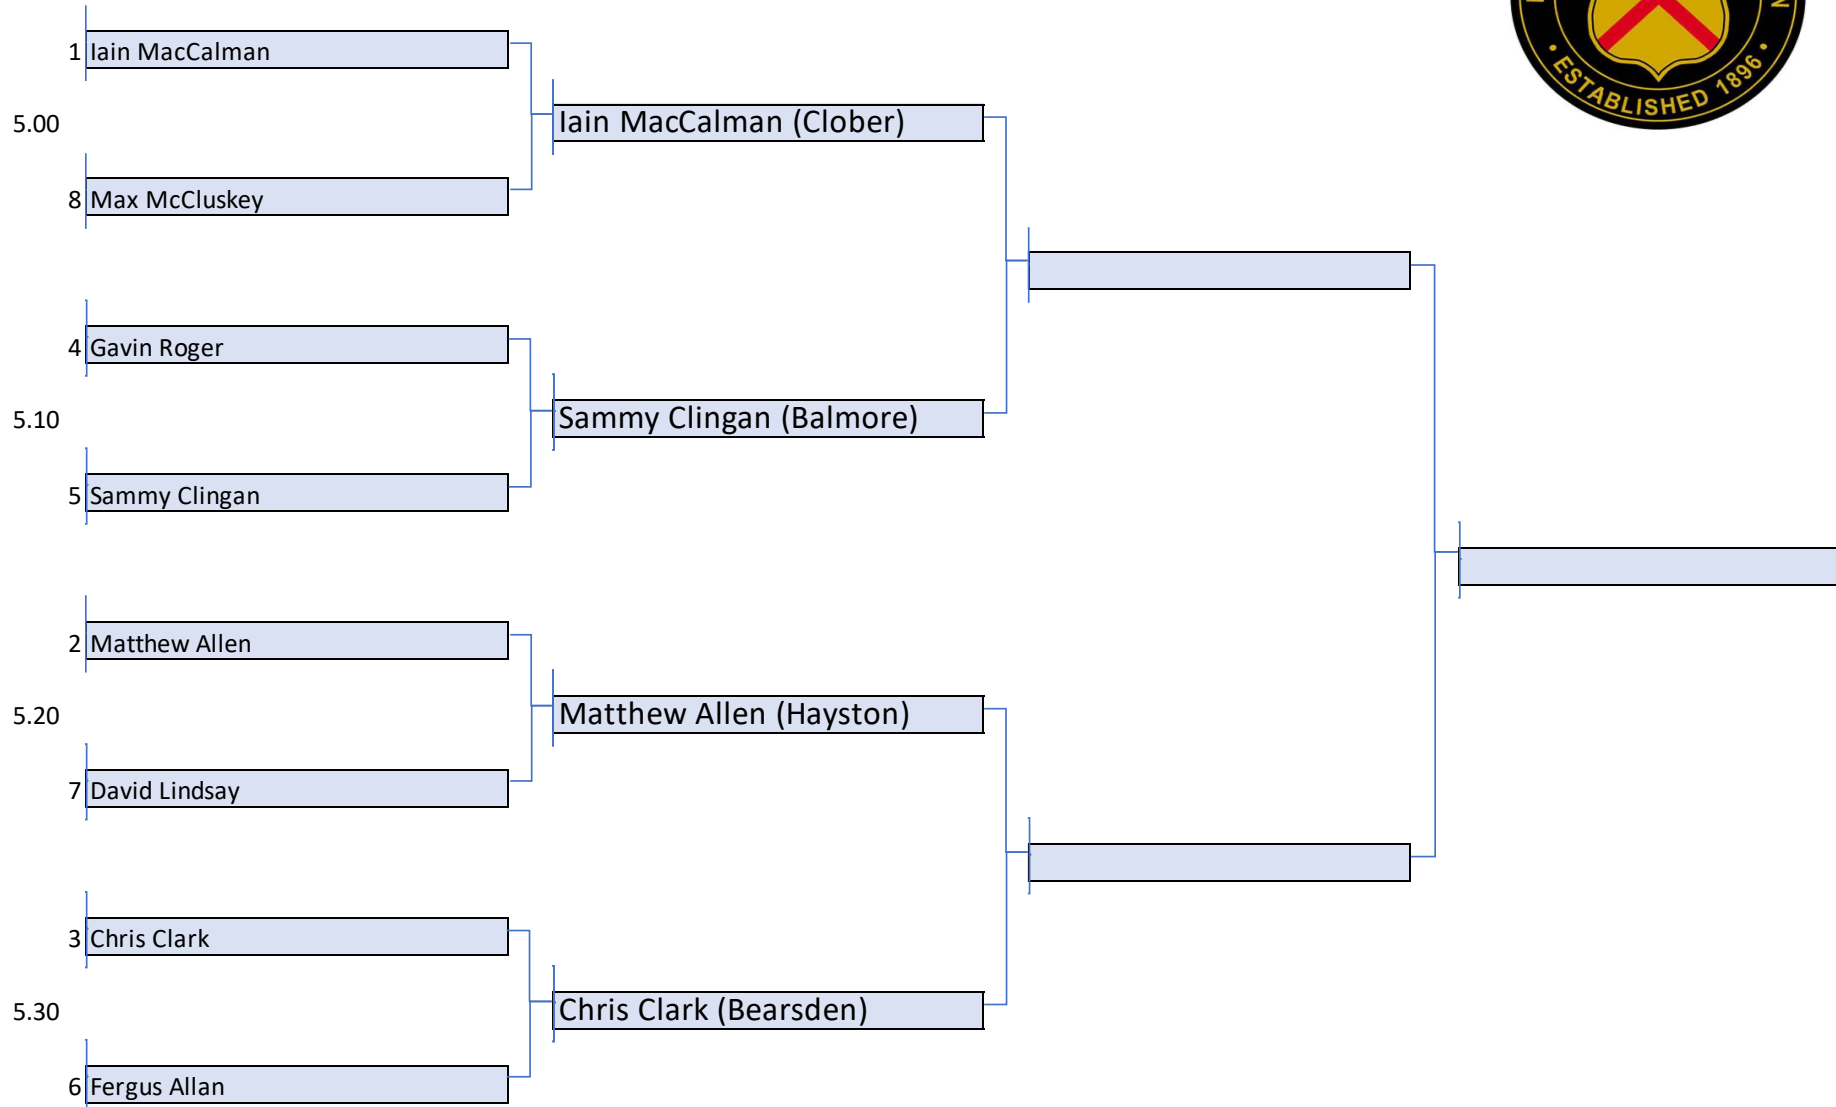 1 Iain MacCalman
5.00
8 Max McCluskey
Iain MacCalman (Clober)
4 Gavin Roger
5.10
5 Sammy Clingan
Sammy Clingan (Balmore)
2 Matthew Allen
5.20
7 David Lindsay
Matthew Allen (Hayston)
3 Chris Clark
5.30
6 Fergus Allan
Chris Clark (Bearsden)
• ESTABLISHED 1896 •